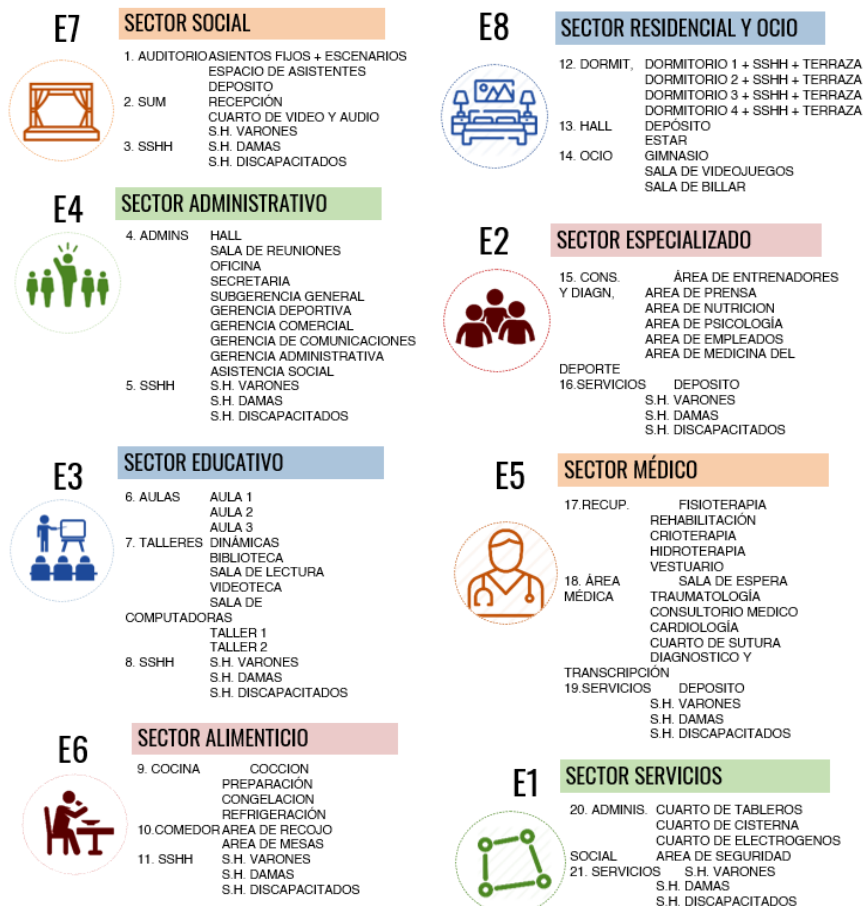 E7
SECTOR SOCIAL
1. AUDITORIO ASIENTOS FIJOS + ESCENARIOS
ESPACIO DE ASISTENTES
DEPOSITO
2. SUM RECEPCIÓN
CUARTO DE VIDEO Y AUDIO
S.H. VARONES
3. SSHH S.H. DAMAS
S.H. DISCAPACITADOS
E4
SECTOR ADMINISTRATIVO
4. ADMINS HALL
SALA DE REUNIONES
OFICINA
SECRETARIA
SUBGERENCIA GENERAL
GERENCIA DEPORTIVA
GERENCIA COMERCIAL
GERENCIA DE COMUNICACIONES
GERENCIA ADMINISTRATIVA
ASISTENCIA SOCIAL
5. SSHH S.H. VARONES
S.H. DAMAS
S.H. DISCAPACITADOS
E3
SECTOR EDUCATIVO
6. AULAS AULA 1
AULA 2
AULA 3
7. TALLERES DINÁMICAS
BIBLIOTECA
SALA DE LECTURA
VIDEOTECA
SALA DE
COMPUTADORAS
TALLER 1
TALLER 2
8. SSHH S.H. VARONES
S.H. DAMAS
S.H. DISCAPACITADOS
E6
SECTOR ALIMENTICIO
9. COCINA COCCION
PREPARACIÓN
CONGELACION
REFRIGERACIÓN
10.COMEDOR AREA DE RECOJO
AREA DE MESAS
11. SSHH S.H. VARONES
S.H. DAMAS
S.H. DISCAPACITADOS
E8
SECTOR RESIDENCIAL Y OCIO
12. DORMIT, DORMITORIO 1 + SSHH + TERRAZA
DORMITORIO 2 + SSHH + TERRAZA
DORMITORIO 3 + SSHH + TERRAZA
DORMITORIO 4 + SSHH + TERRAZA
13. HALL DEPÓSITO
ESTAR
14. OCIO GIMNASIO
SALA DE VIDEOJUEGOS
SALA DE BILLAR
E2
SECTOR ESPECIALIZADO
15. CONS. ÁREA DE ENTRENADORES
Y DIAGN, AREA DE PRENSA
AREA DE NUTRICION
AREA DE PSICOLOGÍA
AREA DE EMPLEADOS
AREA DE MEDICINA DEL
DEPORTE
16.SERVICIOS DEPOSITO
S.H. VARONES
S.H. DAMAS
S.H. DISCAPACITADOS
E5
SECTOR MÉDICO
17.RECUP. FISIOTERAPIA
REHABILITACIÓN
CRIOTERAPIA
HIDROTERAPIA
VESTUARIO
18. ÁREA SALA DE ESPERA
MÉDICA TRAUMATOLOGÍA
CONSULTORIO MEDICO
CARDIOLOGÍA
CUARTO DE SUTURA
DIAGNOSTICO Y
TRANSCRIPCIÓN
19.SERVICIOS DEPOSITO
S.H. VARONES
S.H. DAMAS
S.H. DISCAPACITADOS
E1
SECTOR SERVICIOS
20. ADMINIS. CUARTO DE TABLEROS
CUARTO DE CISTERNA
CUARTO DE ELECTROGENOS
SOCIAL AREA DE SEGURIDAD
21. SERVICIOS S.H. VARONES
S.H. DAMAS
S.H. DISCAPACITADOS